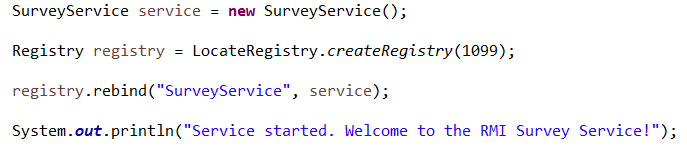 SurveyService service = new SurveyService();
Registry registry = LocateRegistry.createRegistry(1099);
registry.rebind("SurveyService", service);
System.out.println("Service started. Welcome to the RMI Survey Service!");